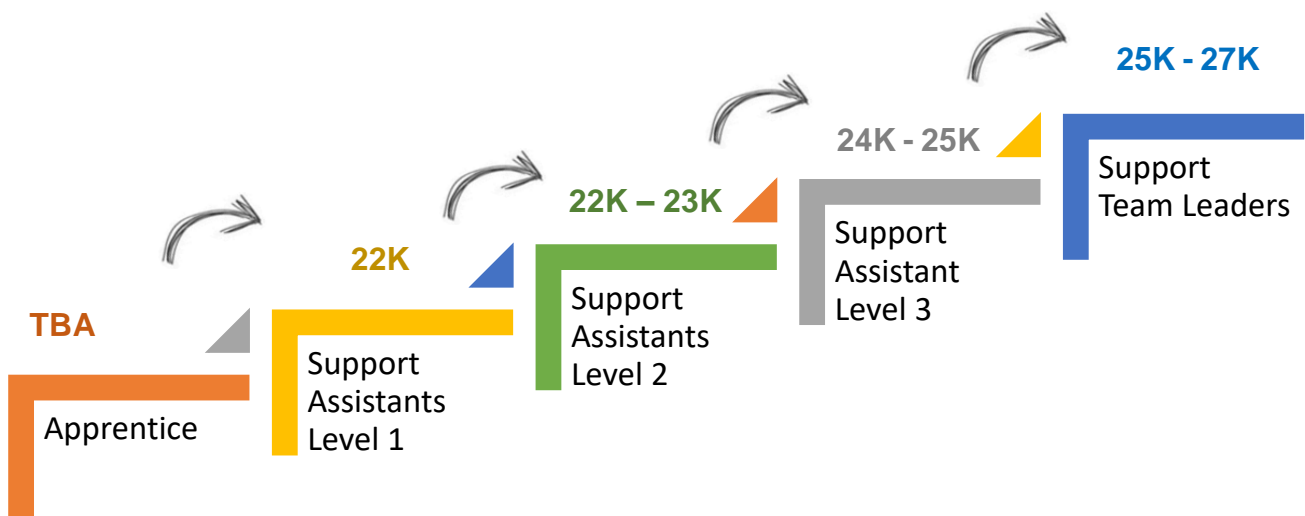 TBA
Apprentice
22K
Support
Assistants
Level 1
22K – 23K
Support
Assistants
Level 2
24K - 25K
Support
Assistant
Level 3
25K - 27K
Support
Team Leaders